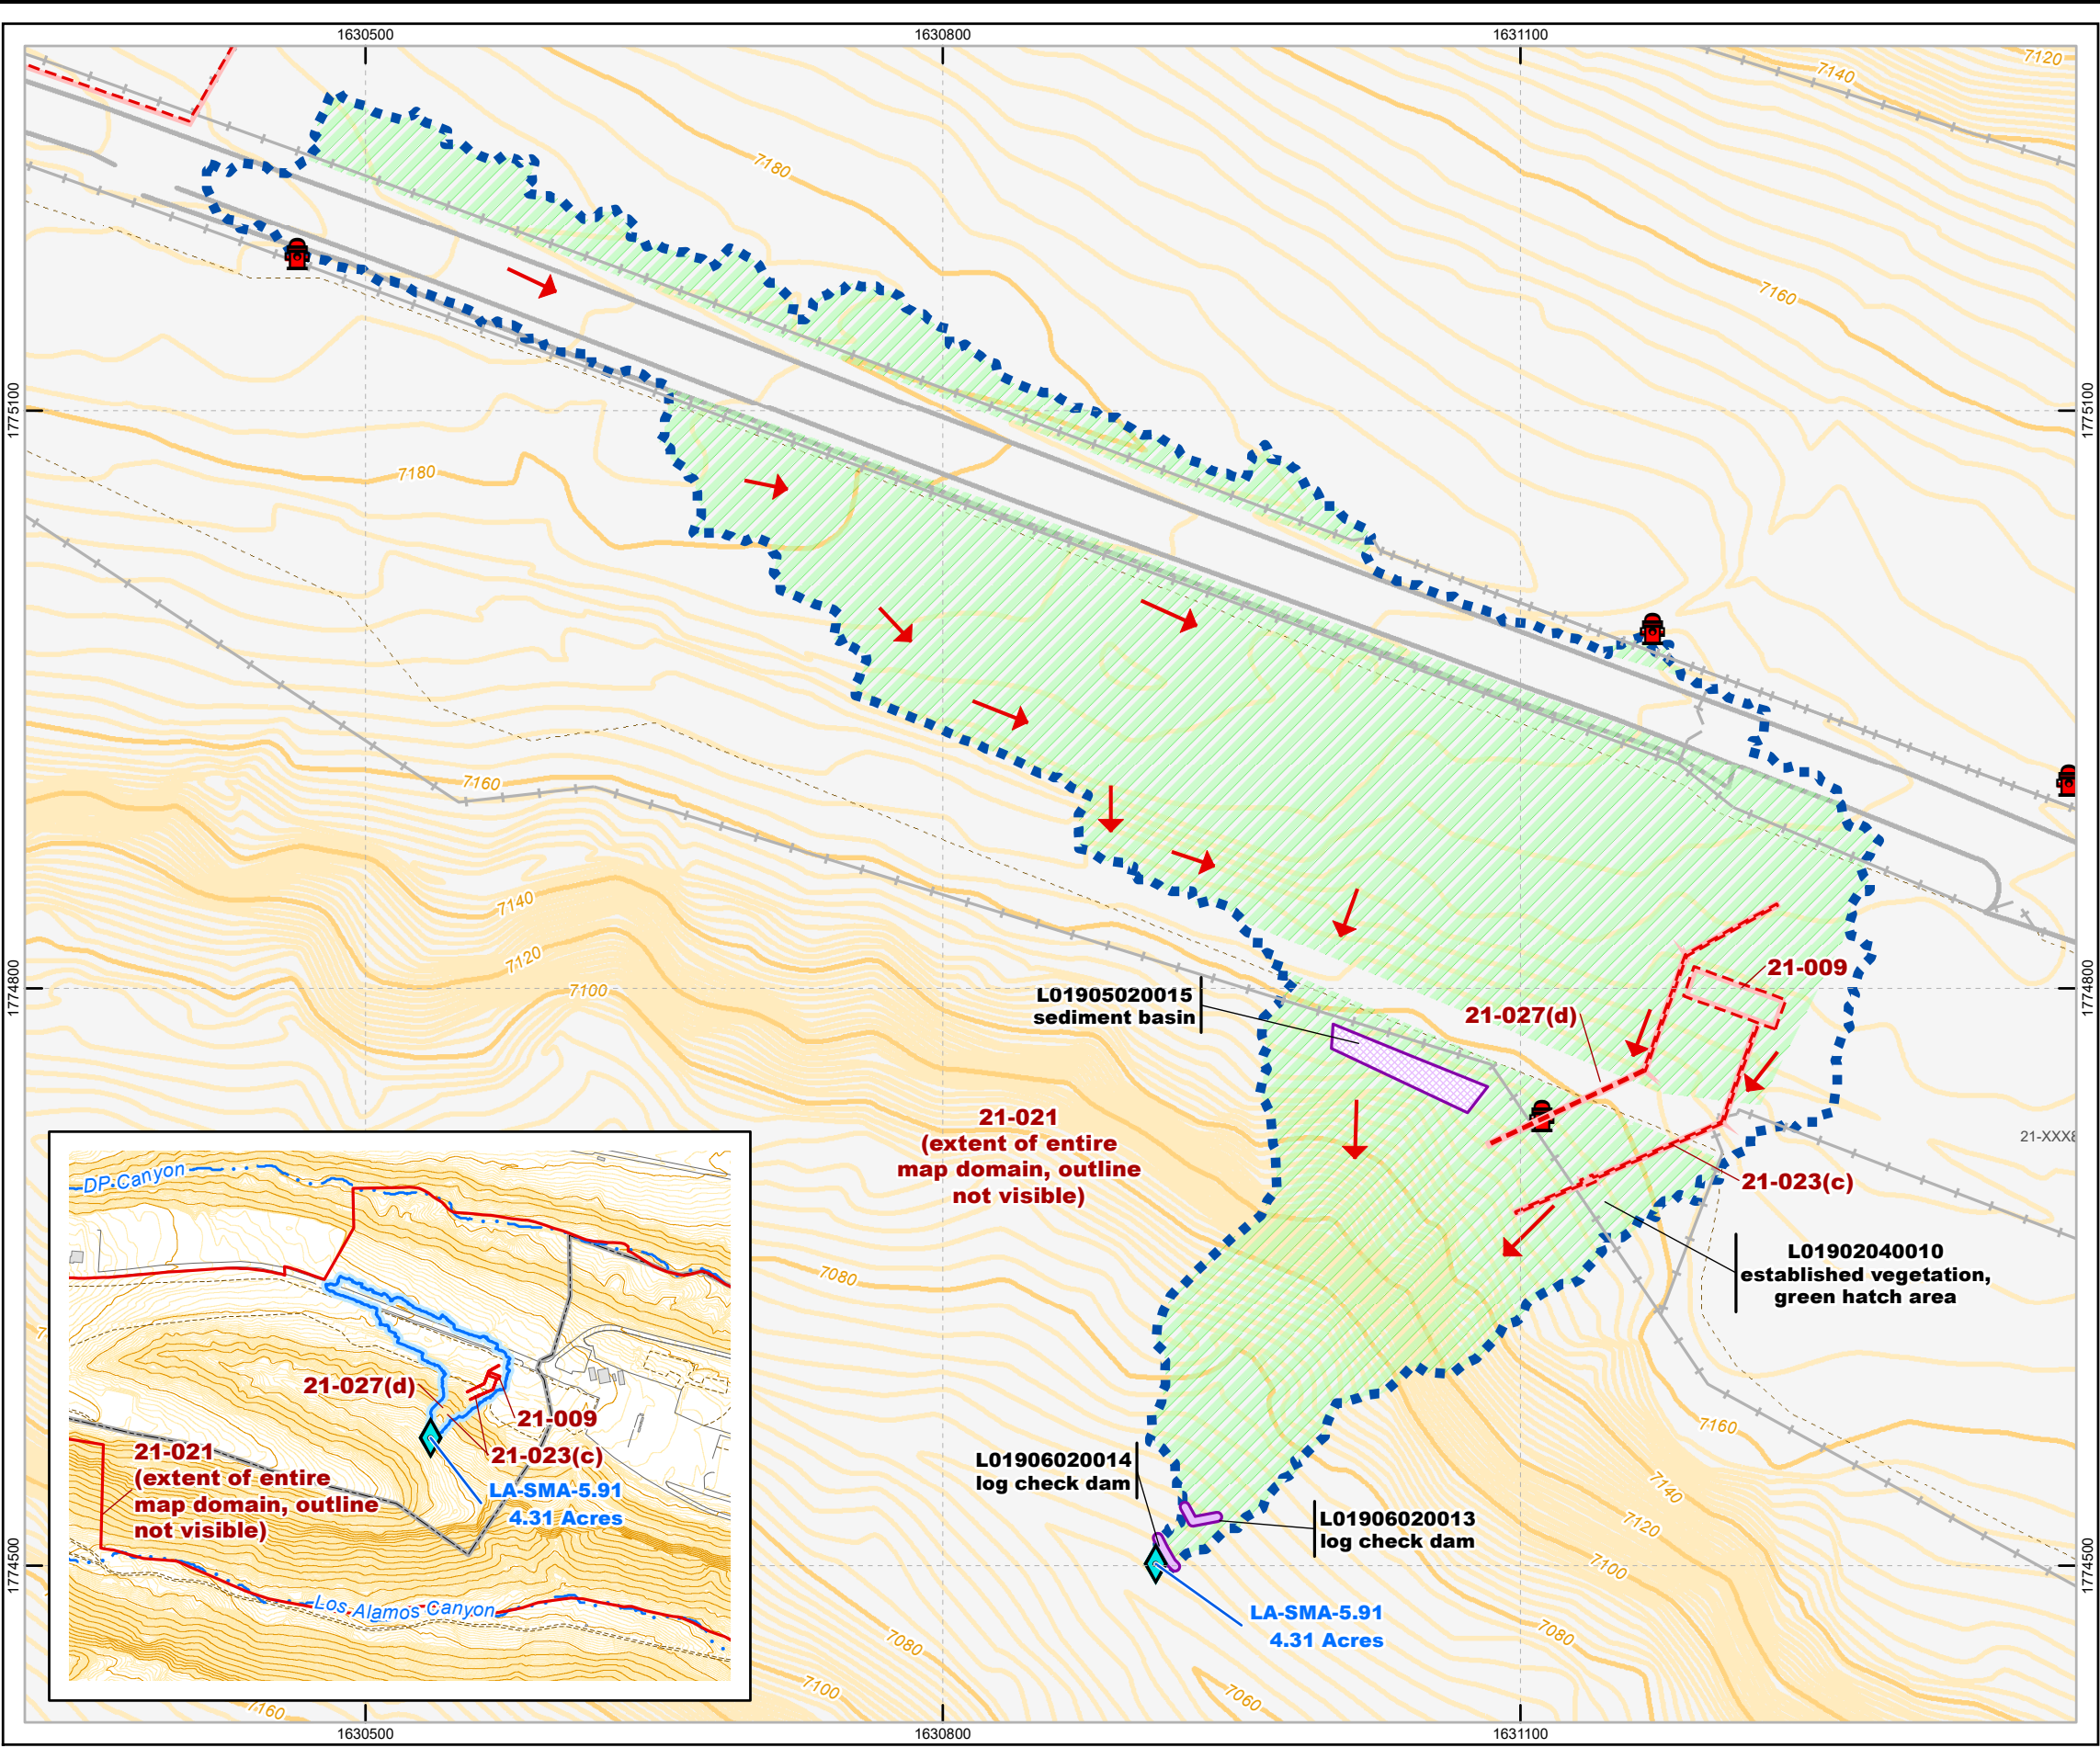 1630500
1630800
1631100
7140
7120
7180
7160
1775100
1775100
7180
7160
7140
7120
7100
1774800
1774800
L01905020015
sediment basin
21-009
21-027(d)
21-021
(extent of entire
map domain, outline
not visible)
21-XXX
21-023(c)
L01902040010
established vegetation,
green hatch area
7080
7160
7140
7120
7100
7080
L01906020014
log check dam
L01906020013
log check dam
1774500
1774500
LA-SMA-5.91
4.31 Acres
7080
7100
7060
7160
DP Canyon
21-027(d)
21-009
21-023(c)
21-021
(extent of entire
map domain, outline
not visible)
LA-SMA-5.91
4.31 Acres
Los Alamos Canyon
1630500
1630800
1631100